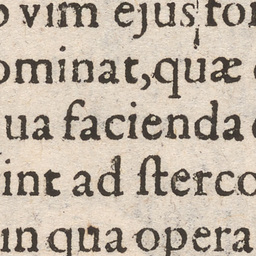 vim ejus for
ominat, quæ
ua facienda
int ad sterco
in qua opera